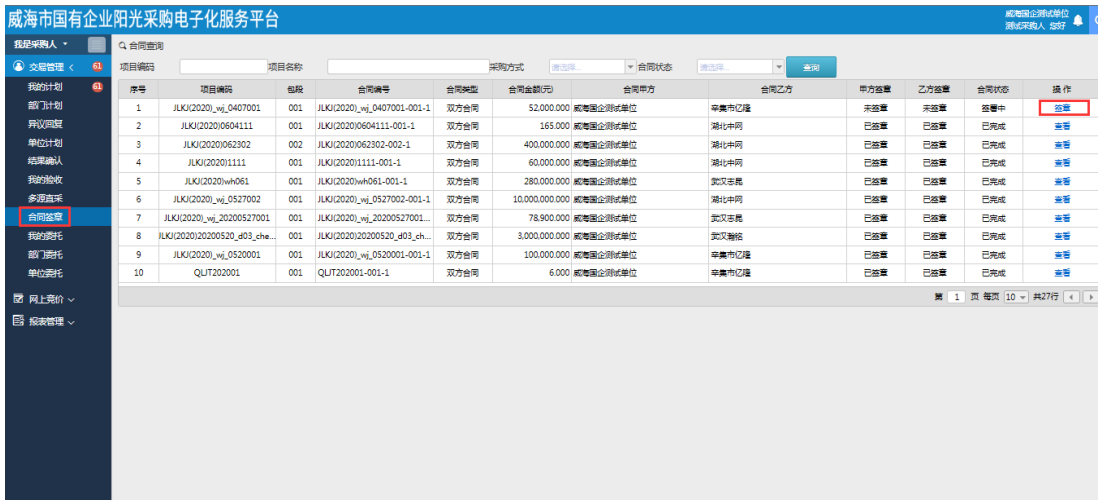 威海市国有企业阳光采购电子化服务平台
威海国企测试单位
测试采购人 您好
我是采购人
交易管理 61
我的计划 61
部门计划
异议回复
单位计划
结果确认
我的验收
多源直采
合同签章
我的委托
部门委托
单位委托
网上竞价
报表管理
合同查询
项目编码 项目名称 采购方式 请选择... 合同状态 请选择... 查询
序号 项目编码 包段 合同编号 合同类型 合同金额(元) 合同甲方 合同乙方 甲方签章 乙方签章 合同状态 操作
1 JLKJ(2020)_wj_0407001 001 JLKJ(2020)_wj_0407001-001-1 双方合同 52,000.000 威海国企测试单位 辛集市亿隆 未签章 未签章 签署中 签章
2 JLKJ(2020)0604111 001 JLKJ(2020)0604111-001-1 双方合同 165.000 威海国企测试单位 湖北中网 已签章 已签章 已完成 查看
3 JLKJ(2020)062302 002 JLKJ(2020)062302-002-1 双方合同 400,000.000 威海国企测试单位 湖北中网 已签章 已签章 已完成 查看
4 JLKJ(2020)1111 001 JLKJ(2020)1111-001-1 双方合同 60,000.000 威海国企测试单位 湖北中网 已签章 已签章 已完成 查看
5 JLKJ(2020)wh061 001 JLKJ(2020)wh061-001-1 双方合同 280,000.000 威海国企测试单位 武汉志昆 已签章 已签章 已完成 查看
6 JLKJ(2020)_wj_0527002 001 JLKJ(2020)_wj_0527002-001-1 双方合同 10,000,000.000 威海国企测试单位 湖北中网 已签章 已签章 已完成 查看
7 JLKJ(2020)_wj_20200527001 001 JLKJ(2020)_wj_20200527001... 双方合同 78,900.000 威海国企测试单位 武汉志昆 已签章 已签章 已完成 查看
8 JLKJ(2020)20200520_d03_che... 001 JLKJ(2020)20200520_d03_ch... 双方合同 3,000,000.000 威海国企测试单位 武汉瀚铭 已签章 已签章 已完成 查看
9 JLKJ(2020)_wj_0520001 001 JLKJ(2020)_wj_0520001-001-1 双方合同 100,000.000 威海国企测试单位 辛集市亿隆 已签章 已签章 已完成 查看
10 QLJT202001 001 QLJT202001-001-1 双方合同 6.000 威海国企测试单位 辛集市亿隆 已签章 已签章 已完成 查看
第 1 页 每页 10 共27行